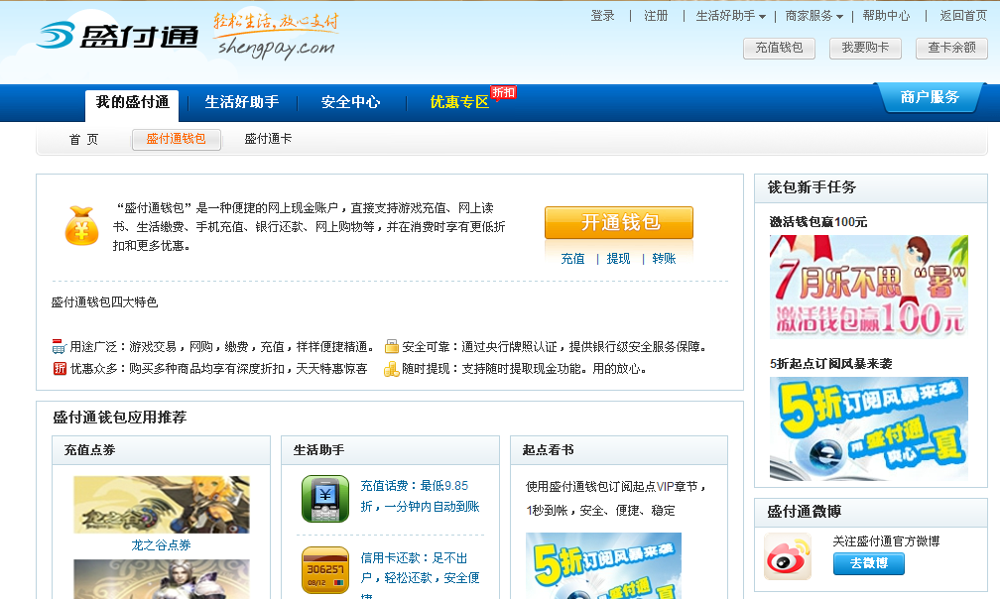 盛付通
轻松生活,放心支付
shengpay.com
登录 | 注册 | 生活好助手 | 商家服务 | 帮助中心 | 返回首页
充值钱包 我要购卡 查卡余额
我的盛付通 生活好助手 安全中心 优惠专区 折扣 商户服务
首 页 盛付通钱包 盛付通卡
“盛付通钱包”是一种便捷的网上现金账户，直接支持游戏充值、网上读
书、生活缴费、手机充值、银行还款、网上购物等，并在消费时享有更低折
扣和更多优惠。
开通钱包
充值 | 提现 | 转账
盛付通钱包四大特色
用途广泛：游戏交易，网购，缴费，充值，样样便捷精通。
安全可靠：通过央行牌照认证，提供银行级安全服务保障。
折 优惠众多：购买多种商品均享有深度折扣，天天特惠惊喜
随时提现：支持随时提取现金功能。用的放心。
盛付通钱包应用推荐
充值点券
龙之谷
龙之谷点券
生活助手
充值话费：最低9.85
折，一分钟内自动到账
306257
09/12
信用卡还款：足不出
户，轻松还款，安全便
起点看书
使用盛付通钱包订阅起点VIP章节，
1秒到帐，安全、便捷、稳定
5折订阅风暴来袭
用盛付通
钱包新手任务
激活钱包赢100元
7月乐不思“暑”
激活钱包赢100元
5折起点订阅风暴来袭
5折订阅风暴来袭
用盛付通
爽心一夏
盛付通微博
关注盛付通官方微博
去微博